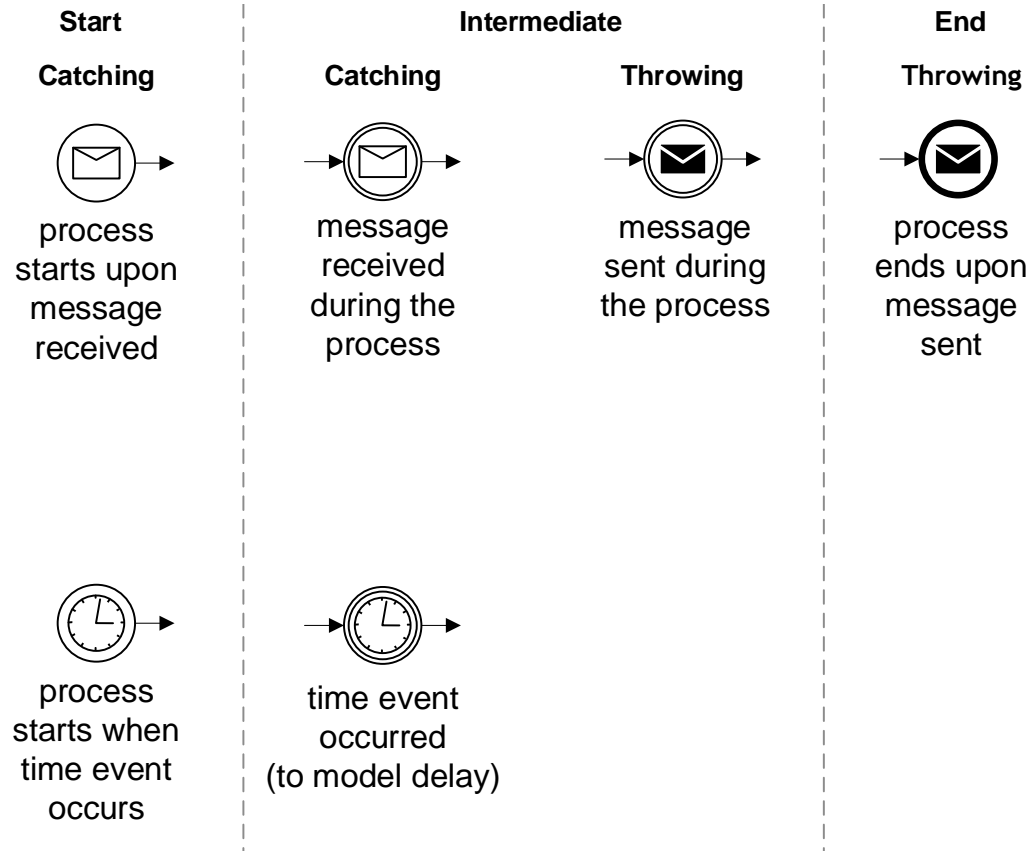 Start
Intermediate
End
Catching
Catching
Throwing
Throwing
process
starts upon
message
received
message
received
during the
process
message
sent during
the process
process
ends upon
message
sent
process
starts when
time event
occurs
time event
occurred
(to model delay)